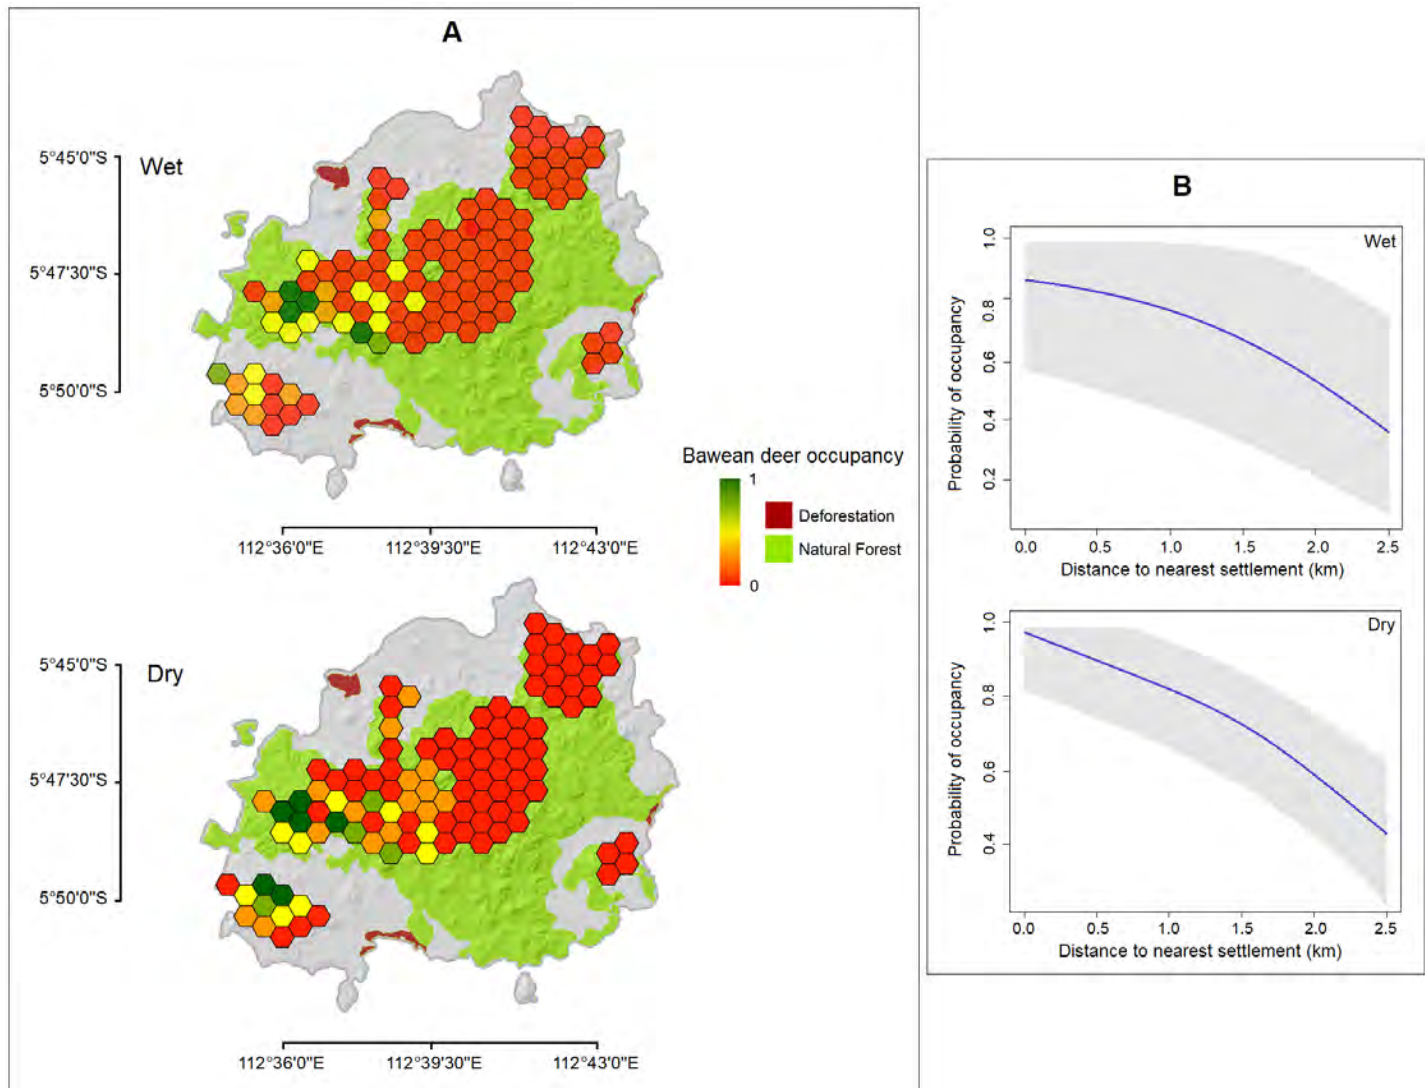 A
Wet
5°45'0"S
5°47'30"S
5°50'0"S
112°36'0"E 112°39'30"E 112°43'0"E
Bawean deer occupancy
1
0
Deforestation
Natural Forest
Dry
5°45'0"S
5°47'30"S
5°50'0"S
112°36'0"E 112°39'30"E 112°43'0"E
B
Wet
Probability of occupancy
1.0
0.8
0.6
0.4
0.2
0.0 0.5 1.0 1.5 2.0 2.5
Distance to nearest settlement (km)
Dry
Probability of occupancy
1.0
0.8
0.6
0.4
0.0 0.5 1.0 1.5 2.0 2.5
Distance to nearest settlement (km)